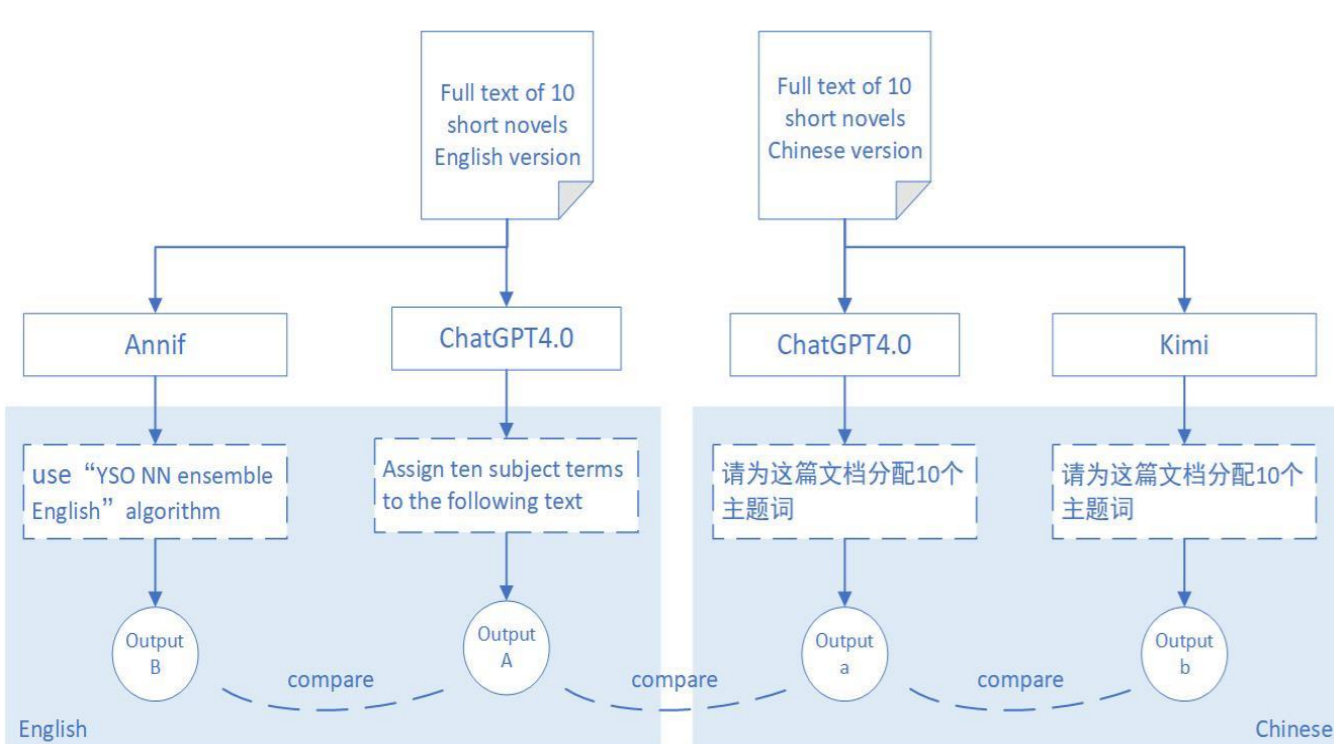 Full text of 10
short novels
English version
Full text of 10
short novels
Chinese version
Annif
ChatGPT4.0
ChatGPT4.0
Kimi
use “YSO NN ensemble
English” algorithm
Assign ten subject terms
to the following text
请为这篇文档分配10个
主题词
请为这篇文档分配10个
主题词
Output
B
Output
A
Output
a
Output
b
compare
compare
compare
English
Chinese